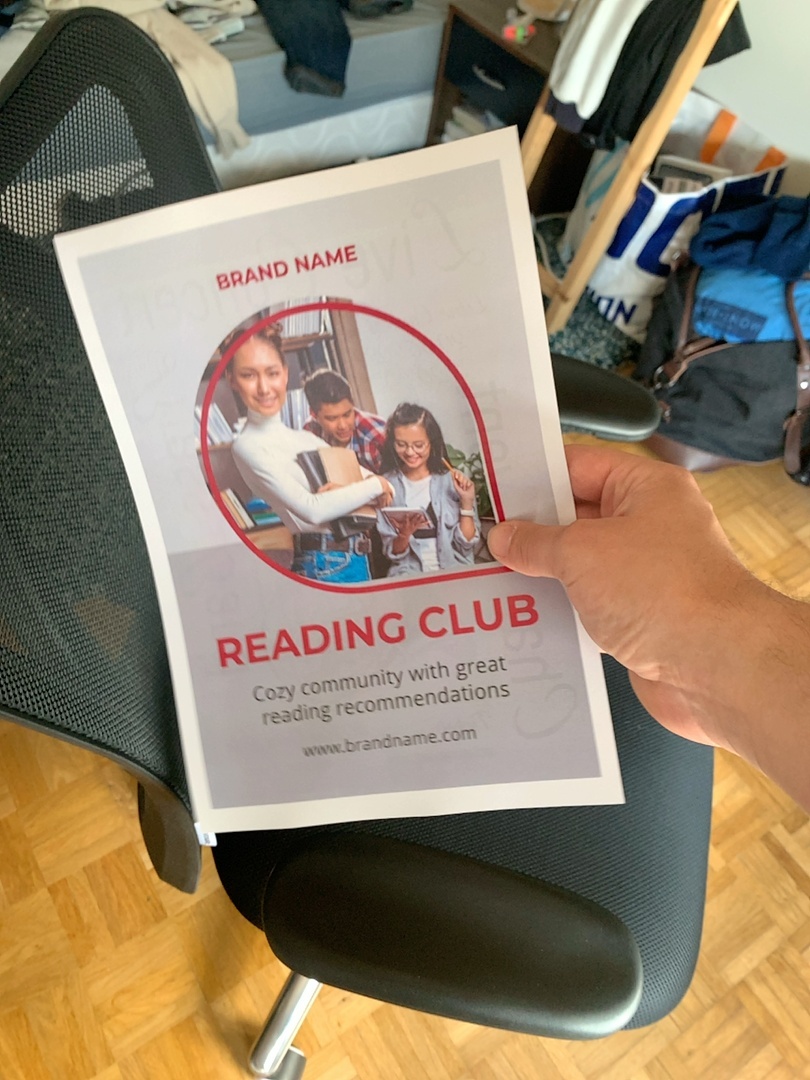 BRAND NAME
READING CLUB
Cozy community with great
reading recommendations
www.brandname.com